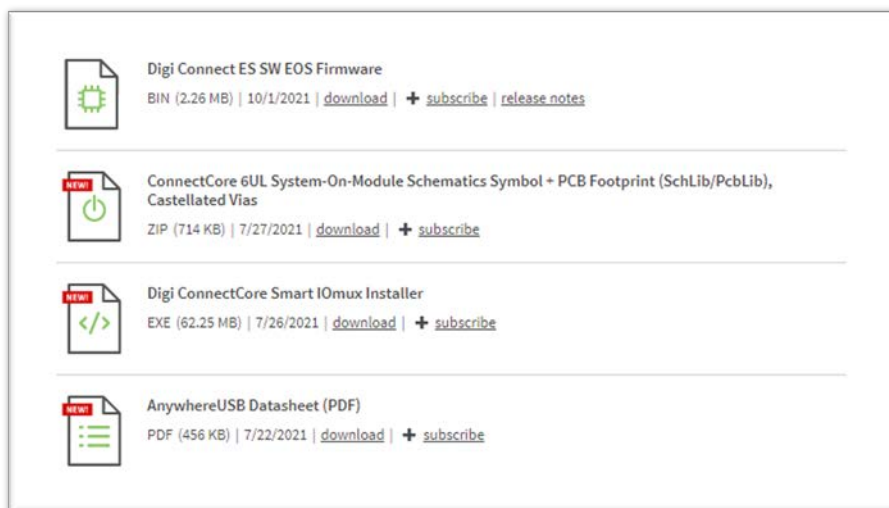 Digi Connect ES SW EOS Firmware
BIN (2.26 MB) | 10/1/2021 | download | + subscribe | release notes
NEW!
ConnectCore 6UL System-On-Module Schematics Symbol + PCB Footprint (SchLib/PcbLib),
Castellated Vias
ZIP (714 KB) | 7/27/2021 | download | + subscribe
NEW!
Digi ConnectCore Smart IOmux Installer
</>
EXE (62.25 MB) | 7/26/2021 | download | + subscribe
NEW!
AnywhereUSB Datasheet (PDF)
PDF (456 KB) | 7/22/2021 | download | + subscribe